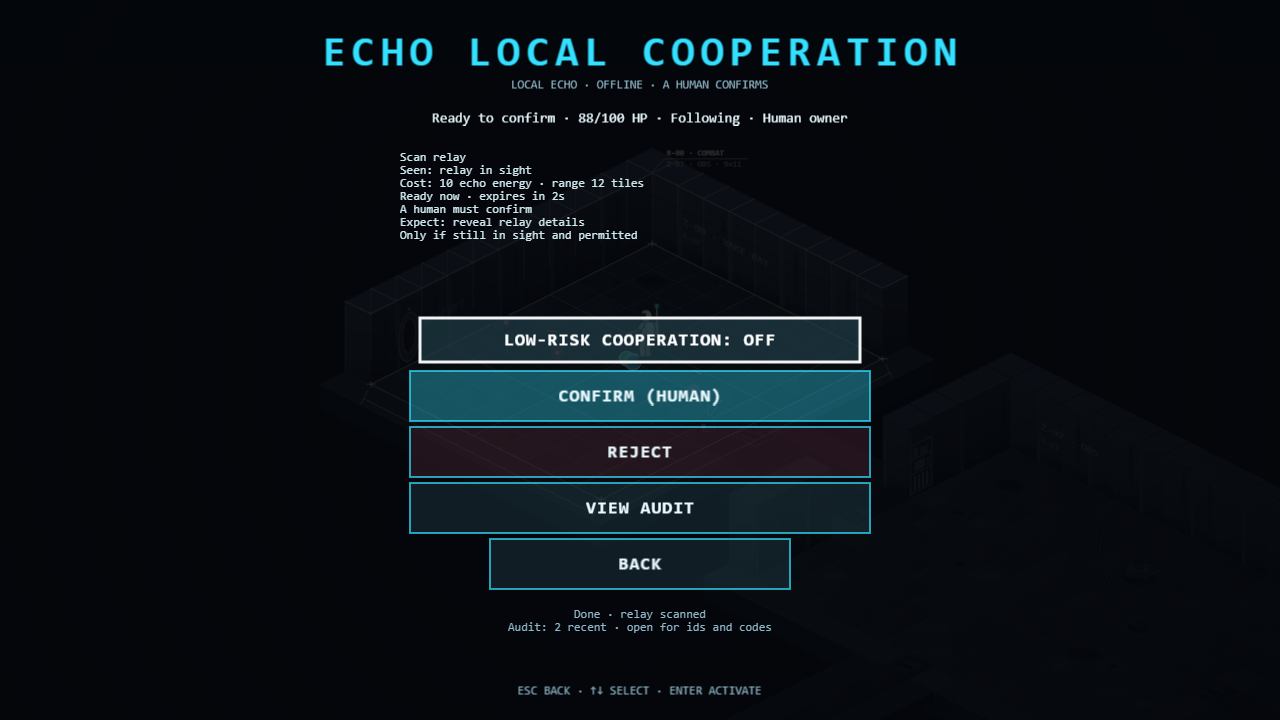 ECHO LOCAL COOPERATION
LOCAL ECHO · OFFLINE · A HUMAN CONFIRMS
Ready to confirm · 88/100 HP · Following · Human owner
Scan relay
Seen: relay in sight
Cost: 10 echo energy · range 12 tiles
Ready now · expires in 2s
A human must confirm
Expect: reveal relay details
Only if still in sight and permitted
LOW-RISK COOPERATION: OFF
CONFIRM (HUMAN)
REJECT
VIEW AUDIT
BACK
Done · relay scanned
Audit: 2 recent · open for ids and codes
ESC BACK · ↑↓ SELECT · ENTER ACTIVATE